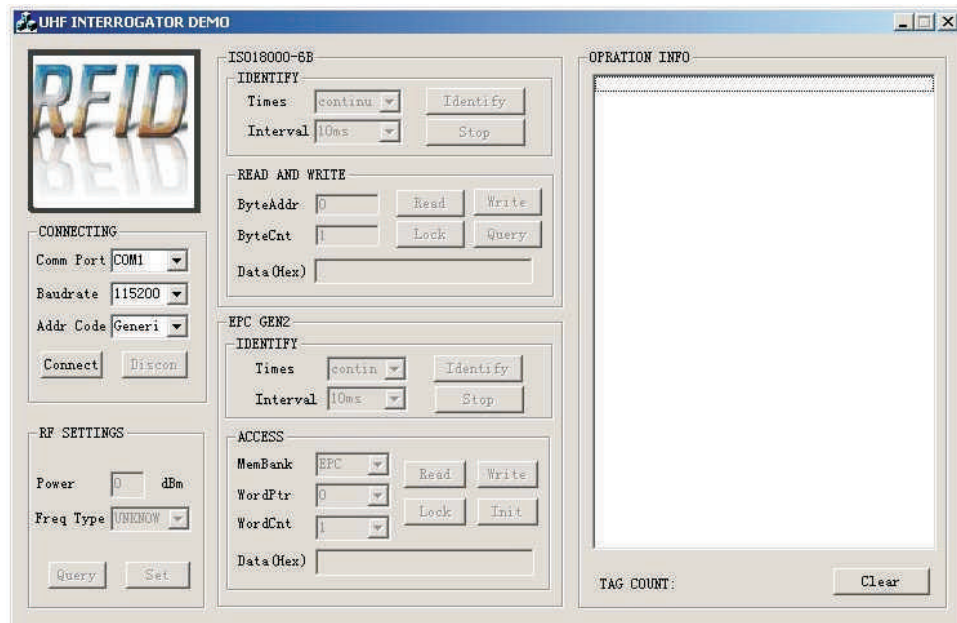 UHF INTERROGATOR DEMO
RFID
CONNECTING
Comm Port COM1
Baudrate 115200
Addr Code Generi
Connect Discon
RF SETTINGS
Power 0 dBm
Freq Type UNKNOW
Query Set
ISO18000-6B
IDENTIFY
Times continu Identify
Interval 10ms Stop
READ AND WRITE
ByteAddr 0 Read Write
ByteCnt 1 Lock Query
Data(Hex)
EPC GEN2
IDENTIFY
Times contin Identify
Interval 10ms Stop
ACCESS
MemBank EPC Read Write
WordPtr 0
Lock Init
WordCnt 1
Data(Hex)
OPRATION INFO
TAG COUNT: Clear